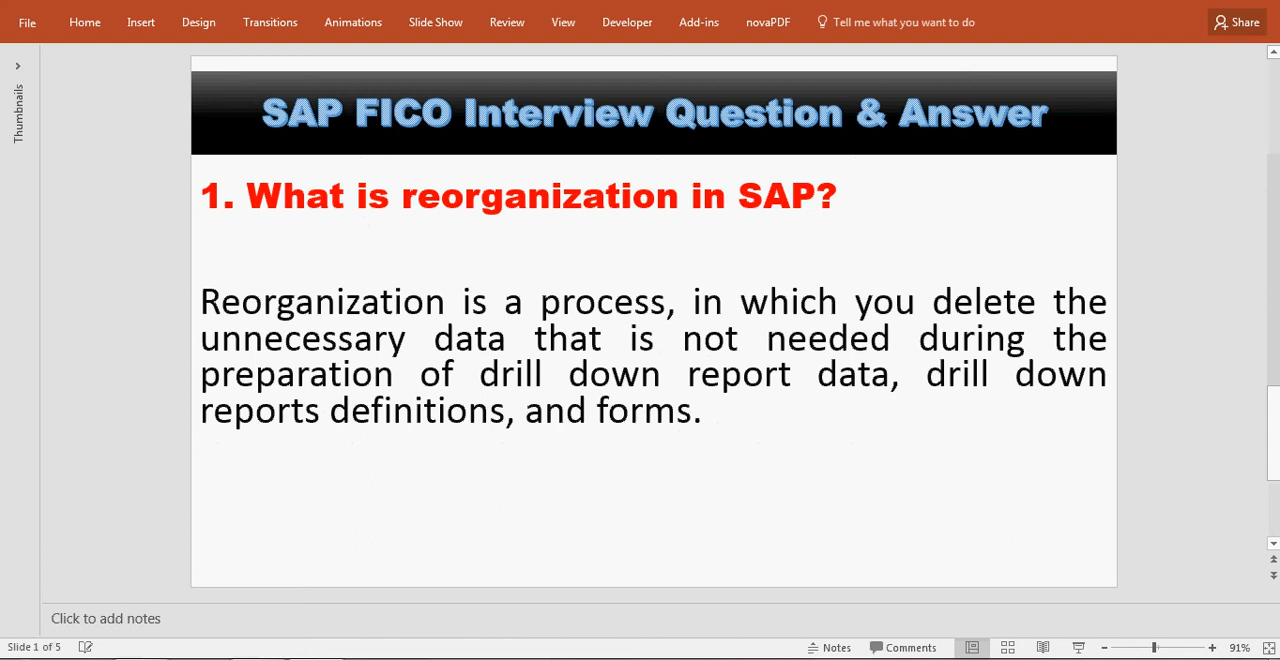 File Home Insert Design Transitions Animations Slide Show Review View Developer Add-ins novaPDF Tell me what you want to do Share
Thumbnails
SAP FICO Interview Question & Answer
1. What is reorganization in SAP?
Reorganization is a process, in which you delete the
unnecessary data that is not needed during the
preparation of drill down report data, drill down
reports definitions, and forms.
Click to add notes
Slide 1 of 5 Notes Comments 91%